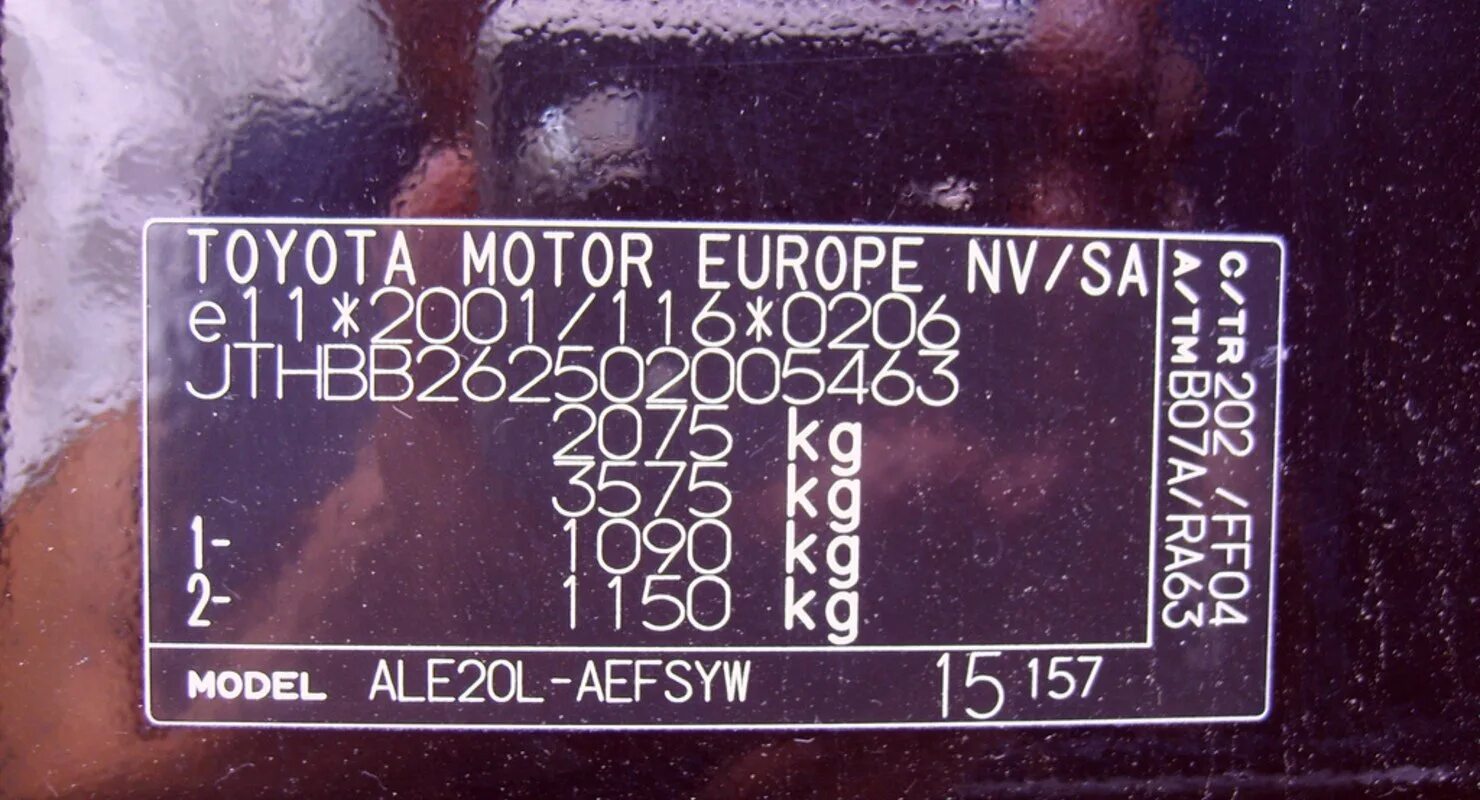 TOYOTA MOTOR EUROPE NV/SA
e11*2001/116*0206
JTHBB262502005463
2075 kg
3575 kg
1- 1090 kg
2- 1150 kg
MODEL ALE20L-AEFSYW 15 157
C/TR 202 /FF04
A/TM B07A/RA63